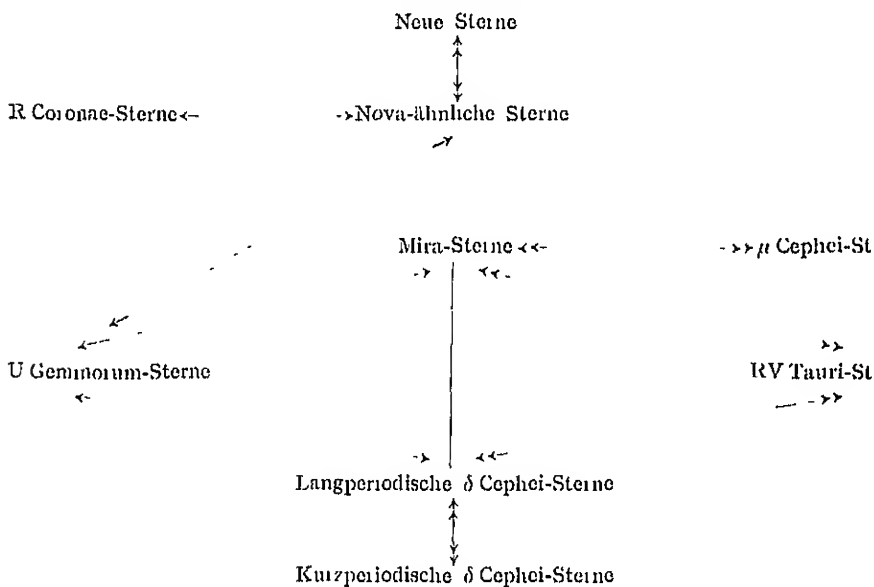 Neue Sterne
R Coronae-Sterne Nova-ähnliche Sterne
Mira-Sterne μ Cephei-St
U Geminorum-Sterne RV Tauri-St
Langperiodische δ Cephei-Sterne
Kurzperiodische δ Cephei-Sterne